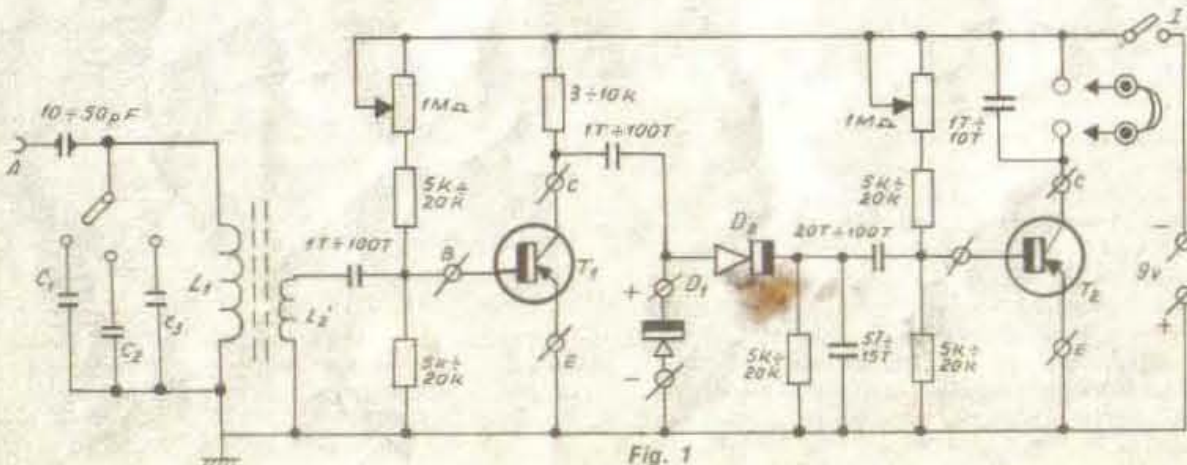 A
10÷50pF
C1
C2
C3
L1
L2'
1T÷100T
1MΩ
5k÷
20k
5k÷
20k
B
3÷10k
C
T1
E
1T÷100T
+
D1
-
D2
5k÷
20k
5T÷
15T
20T÷100T
1MΩ
5k÷
20k
5k÷
20k
1T÷
10T
C
T2
E
I
-
9v
+
Fig. 1